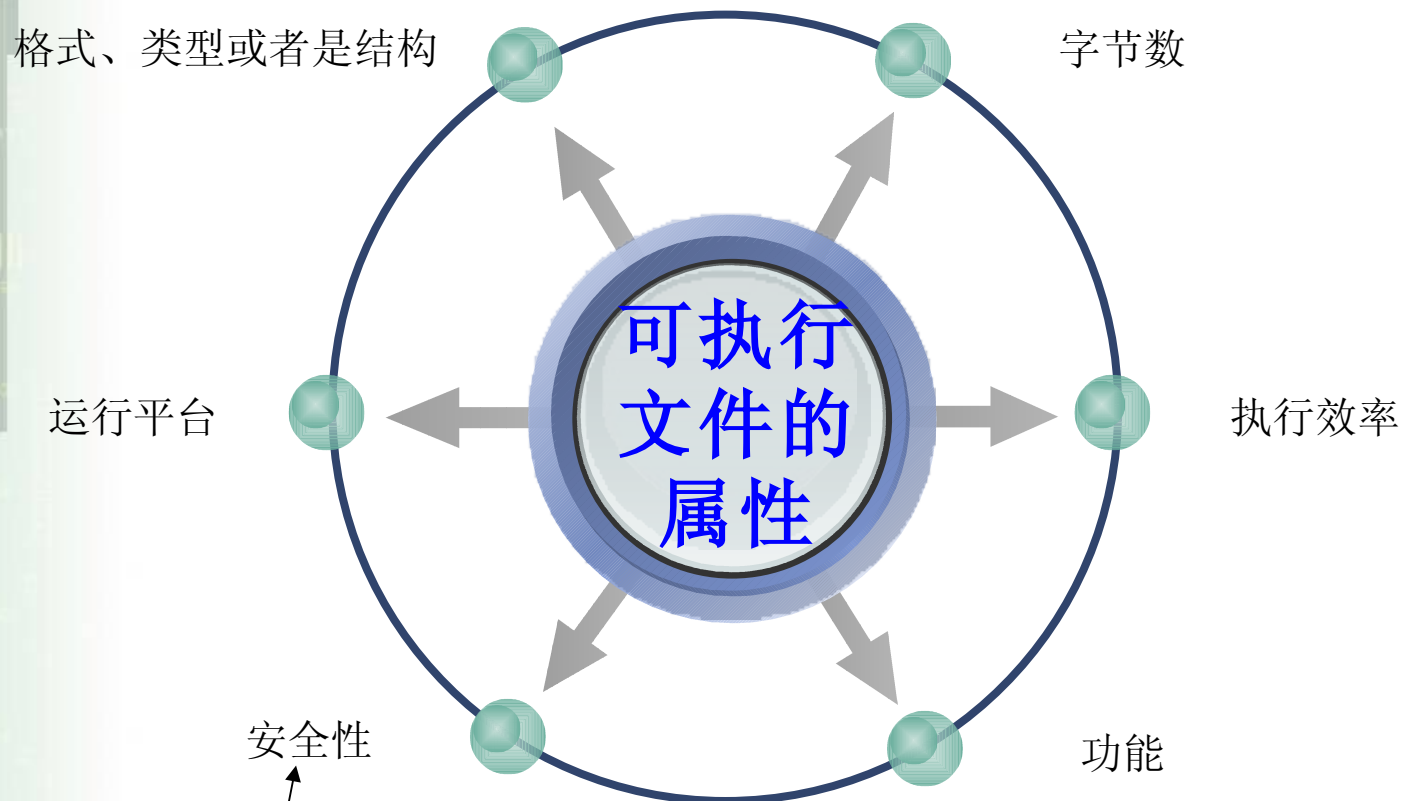 格式、类型或者是结构
字节数
可执行
文件的
属性
运行平台
执行效率
安全性
功能